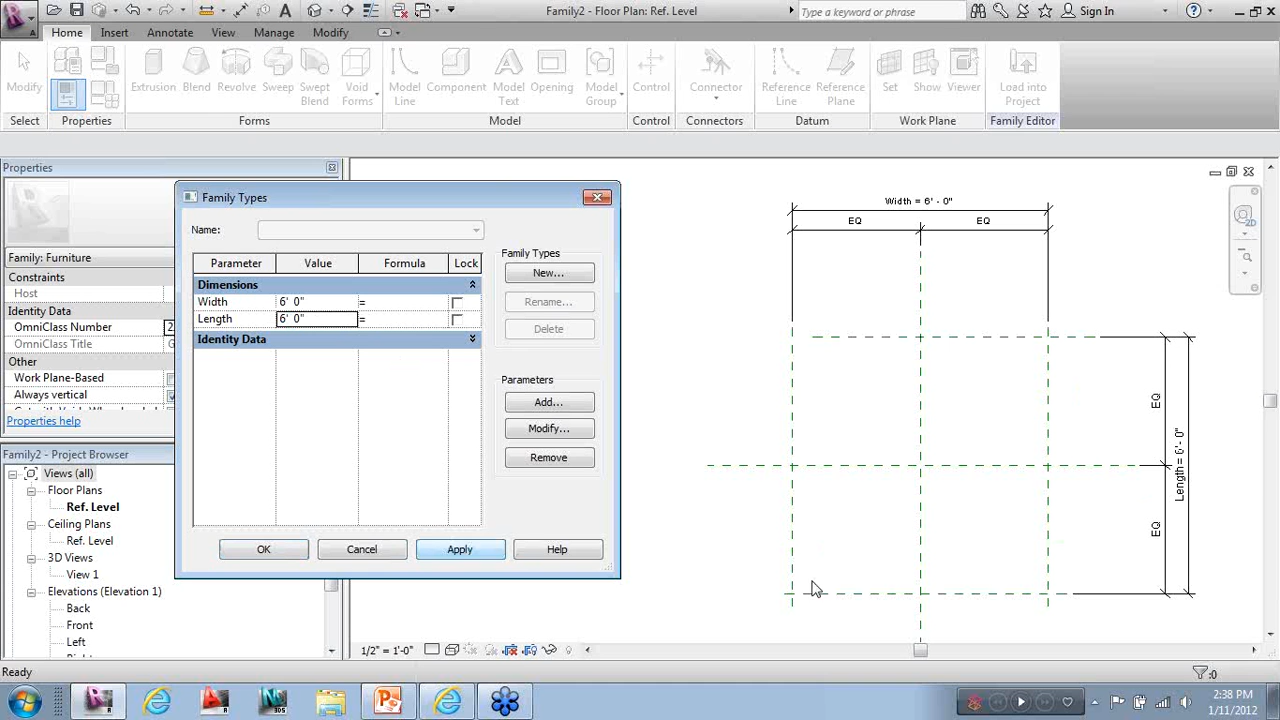 Family2 - Floor Plan: Ref. Level
Type a keyword or phrase
Sign In
Home Insert Annotate View Manage Modify
Modify
Extrusion
Blend
Revolve
Sweep
Swept Blend
Void Forms
Model Line
Component
Model Text
Opening
Model Group
Control
Connector
Reference Line
Reference Plane
Set
Show
Viewer
Load into Project
Select Properties Forms Model Control Connectors Datum Work Plane Family Editor
Properties
Family: Furniture
Constraints
Host
Identity Data
OmniClass Number 2
OmniClass Title G
Other
Work Plane-Based
Always vertical
Properties help
Family2 - Project Browser
Views (all)
Floor Plans
Ref. Level
Ceiling Plans
Ref. Level
3D Views
View 1
Elevations (Elevation 1)
Back
Front
Left
Family Types
Name:
Parameter Value Formula Lock
Dimensions
Width 6' 0" =
Length 6' 0" =
Identity Data
Family Types
New...
Rename...
Delete
Parameters
Add...
Modify...
Remove
OK Cancel Apply Help
Width = 6' - 0"
EQ EQ
EQ
Length = 6' - 0"
EQ
2D
1/2" = 1'-0"
Ready
:0
2:38 PM
1/11/2012